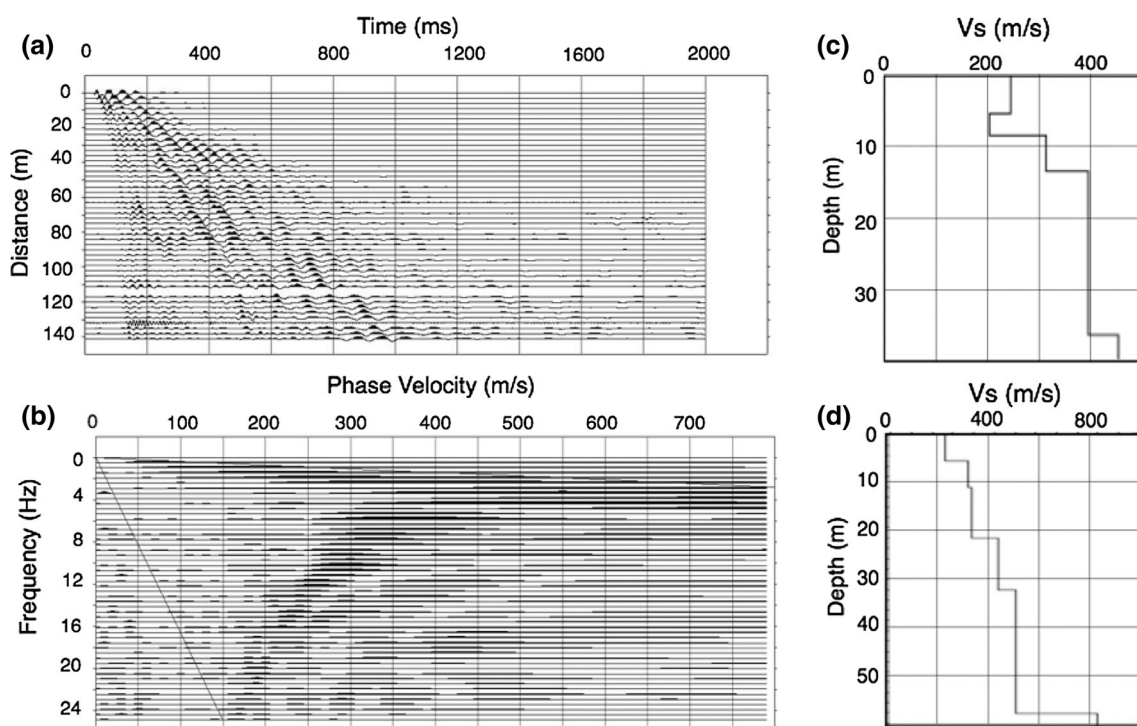 (a)
Time (ms)
0 400 800 1200 1600 2000
Distance (m)
0
20
40
60
80
100
120
140
(b)
Phase Velocity (m/s)
0 100 200 300 400 500 600 700
Frequency (Hz)
0
4
8
12
16
20
24
(c)
Vs (m/s)
0 200 400
Depth (m)
0
10
20
30
(d)
Vs (m/s)
0 400 800
Depth (m)
0
10
20
30
40
50